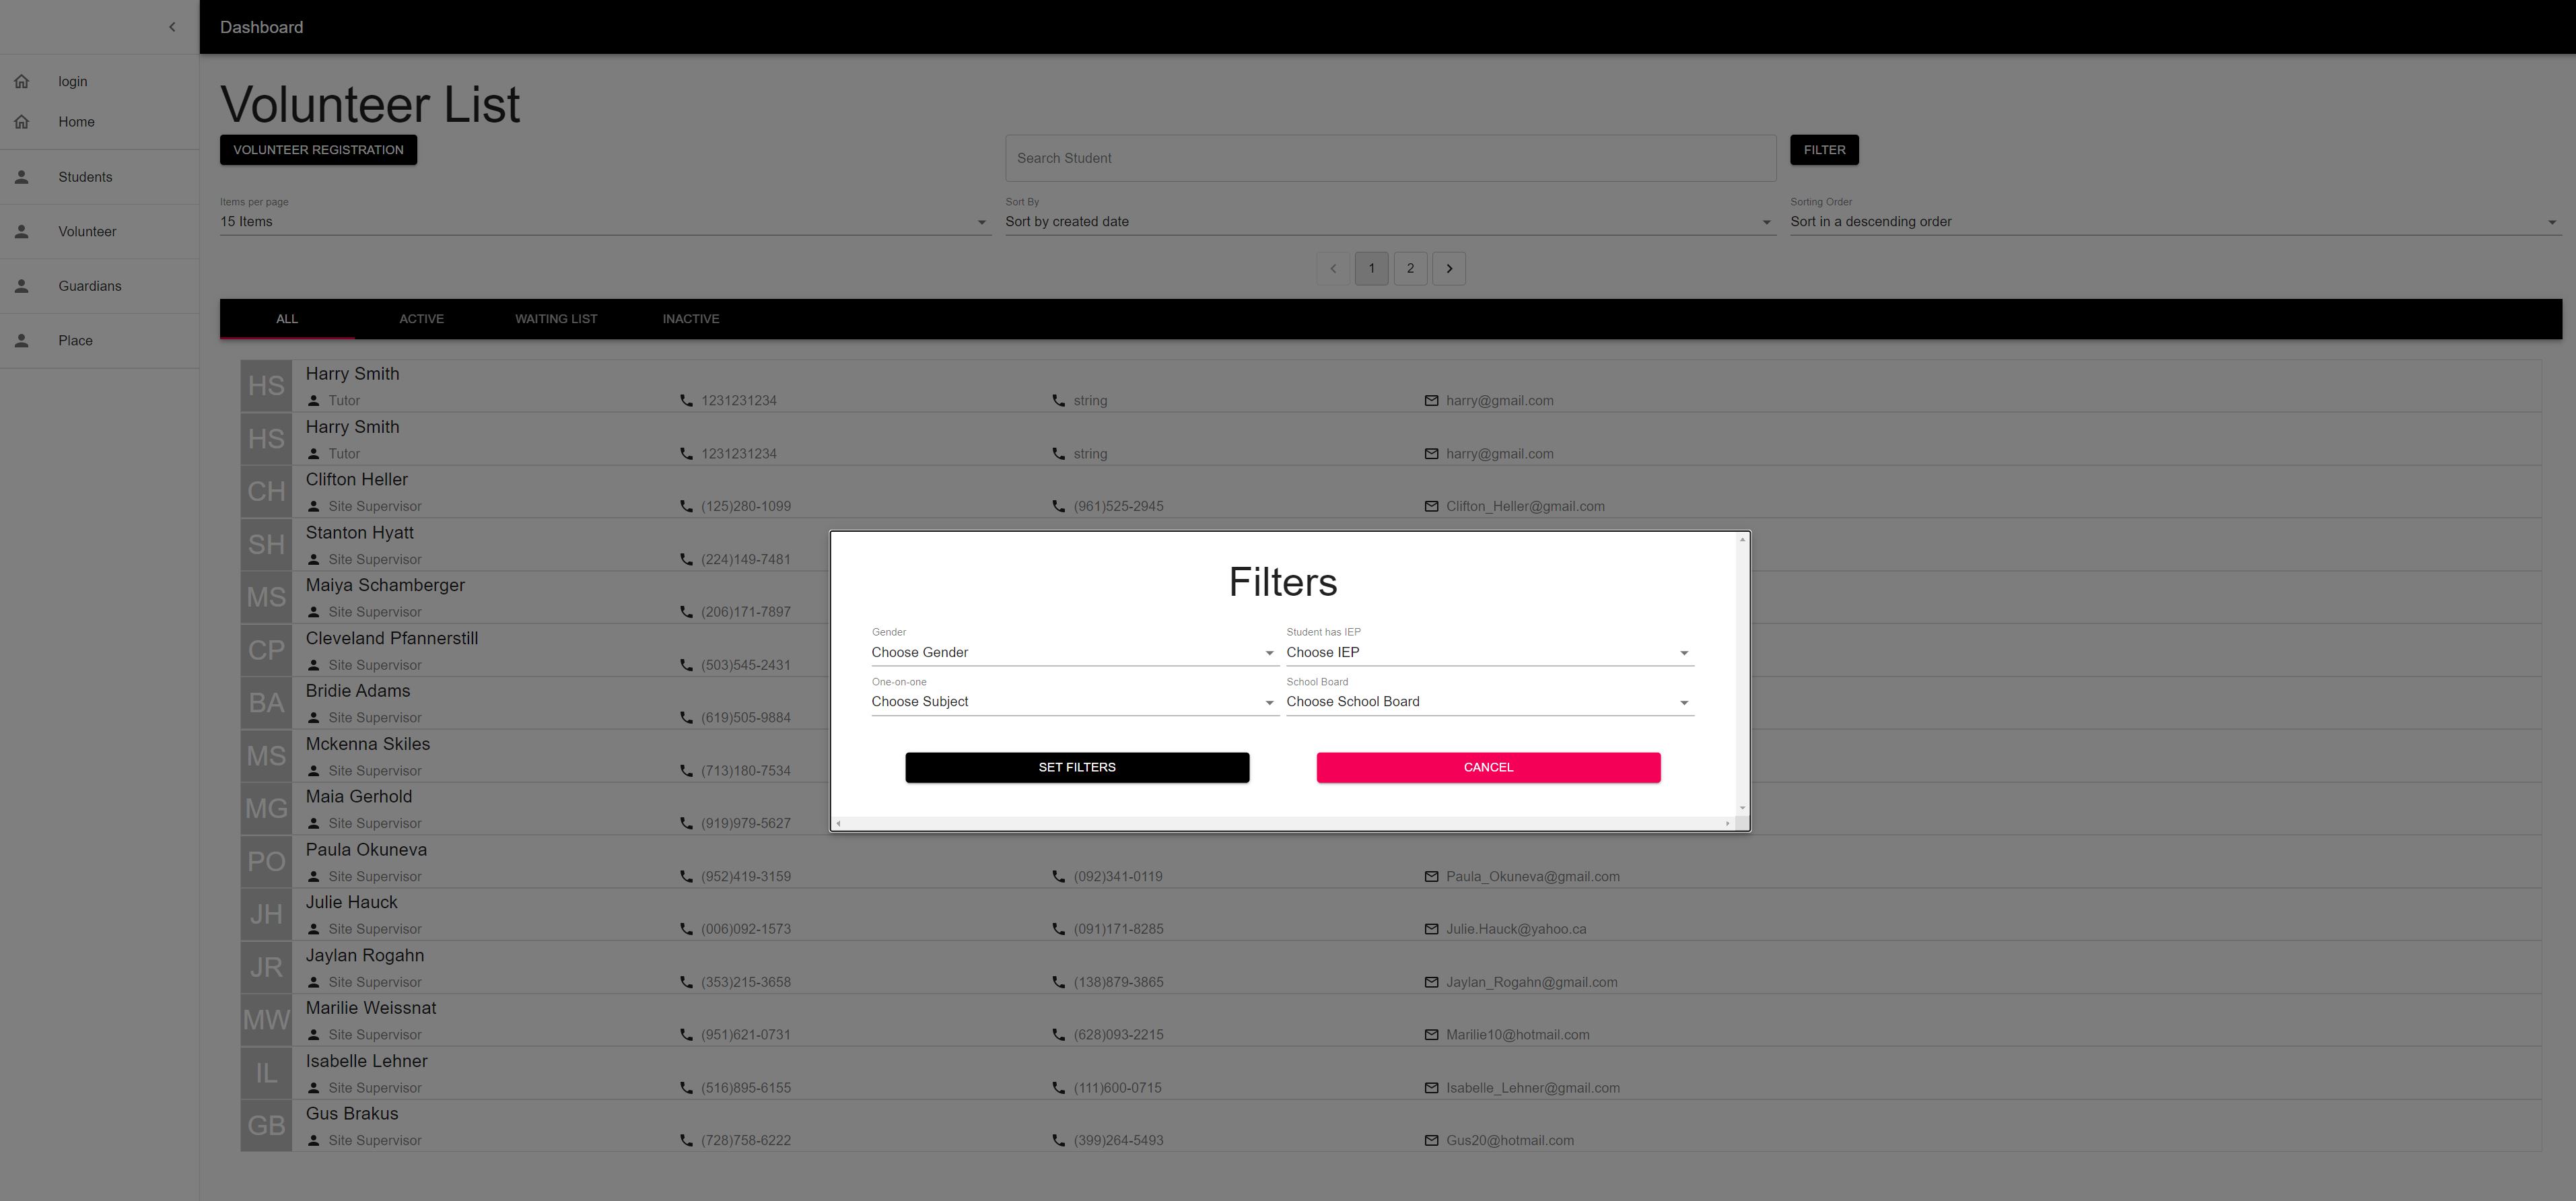 Dashboard
login
Home
Students
Volunteer
Guardians
Place
Volunteer List
VOLUNTEER REGISTRATION
Search Student
FILTER
Items per page
15 Items
Sort By
Sort by created date
Sorting Order
Sort in a descending order
1 2
ALL ACTIVE WAITING LIST INACTIVE
HS Harry Smith
Tutor 1231231234 string harry@gmail.com
HS Harry Smith
Tutor 1231231234 string harry@gmail.com
CH Clifton Heller
Site Supervisor (125)280-1099 (961)525-2945 Clifton_Heller@gmail.com
SH Stanton Hyatt
Site Supervisor (224)149-7481
MS Maiya Schamberger
Site Supervisor (206)171-7897
CP Cleveland Pfannerstill
Site Supervisor (503)545-2431
BA Bridie Adams
Site Supervisor (619)505-9884
MS Mckenna Skiles
Site Supervisor (713)180-7534
MG Maia Gerhold
Site Supervisor (919)979-5627
PO Paula Okuneva
Site Supervisor (952)419-3159 (092)341-0119 Paula_Okuneva@gmail.com
JH Julie Hauck
Site Supervisor (006)092-1573 (091)171-8285 Julie.Hauck@yahoo.ca
JR Jaylan Rogahn
Site Supervisor (353)215-3658 (138)879-3865 Jaylan_Rogahn@gmail.com
MW Marilie Weissnat
Site Supervisor (951)621-0731 (628)093-2215 Marilie10@hotmail.com
IL Isabelle Lehner
Site Supervisor (516)895-6155 (111)600-0715 Isabelle_Lehner@gmail.com
GB Gus Brakus
Site Supervisor (728)758-6222 (399)264-5493 Gus20@hotmail.com
Filters
Gender
Choose Gender
Student has IEP
Choose IEP
One-on-one
Choose Subject
School Board
Choose School Board
SET FILTERS
CANCEL